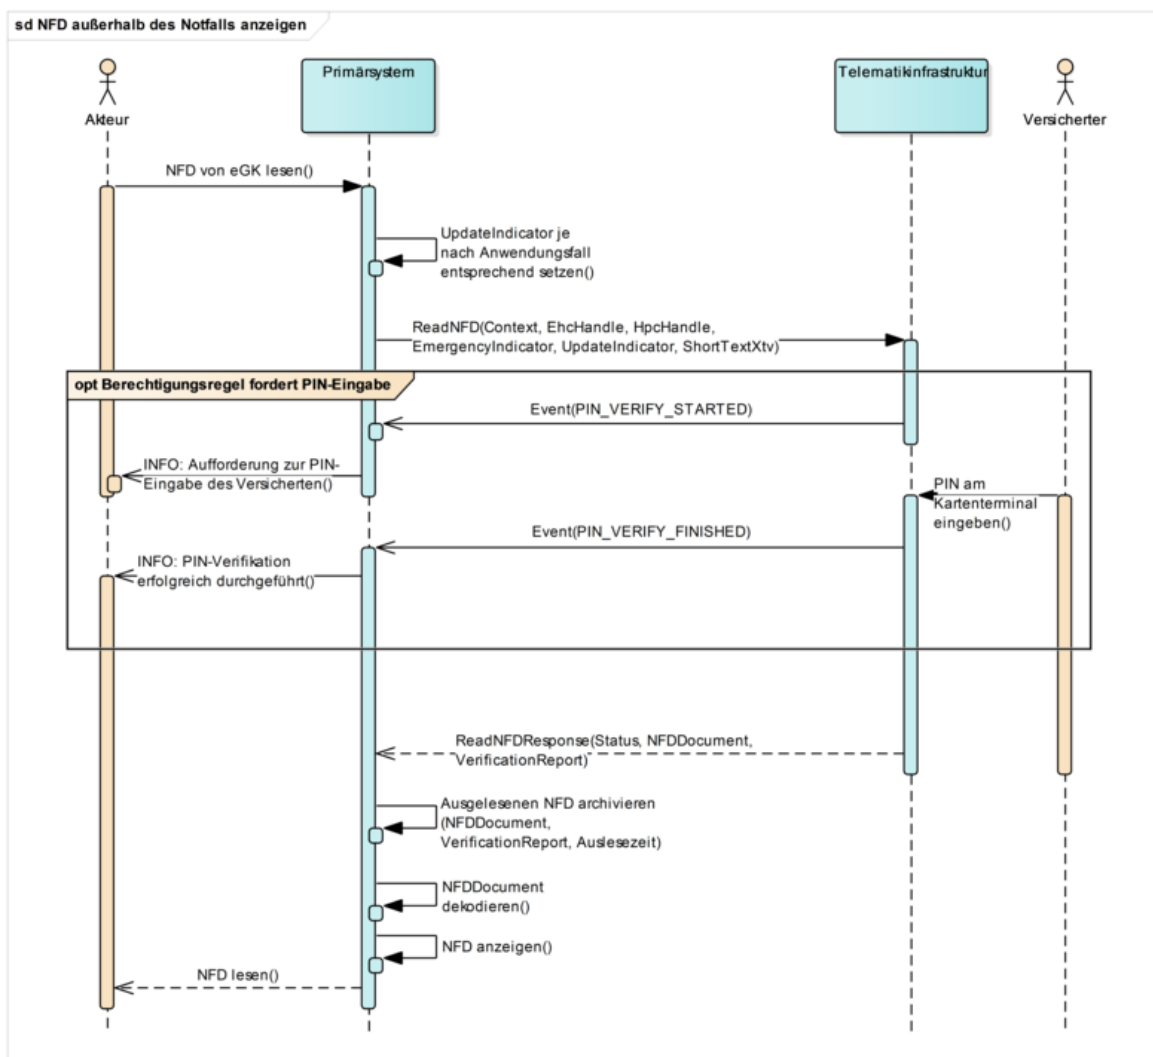 sd NFD außerhalb des Notfalls anzeigen
Akteur
Primärsystem
Telematikinfrastruktur
Versicherter
NFD von eGK lesen()
UpdateIndicator je
nach Anwendungsfall
entsprechend setzen()
ReadNFD(Context, EhcHandle, HpcHandle,
EmergencyIndicator, UpdateIndicator, ShortTextXtv)
opt Berechtigungsregel fordert PIN-Eingabe
Event(PIN_VERIFY_STARTED)
INFO: Aufforderung zur PIN-
Eingabe des Versicherten()
PIN am
Kartenterminal
eingeben()
Event(PIN_VERIFY_FINISHED)
INFO: PIN-Verifikation
erfolgreich durchgeführt()
ReadNFDResponse(Status, NFDDocument,
VerificationReport)
Ausgelesenen NFD archivieren
(NFDDocument,
VerificationReport, Auslesezeit)
NFDDocument
dekodieren()
NFD anzeigen()
NFD lesen()